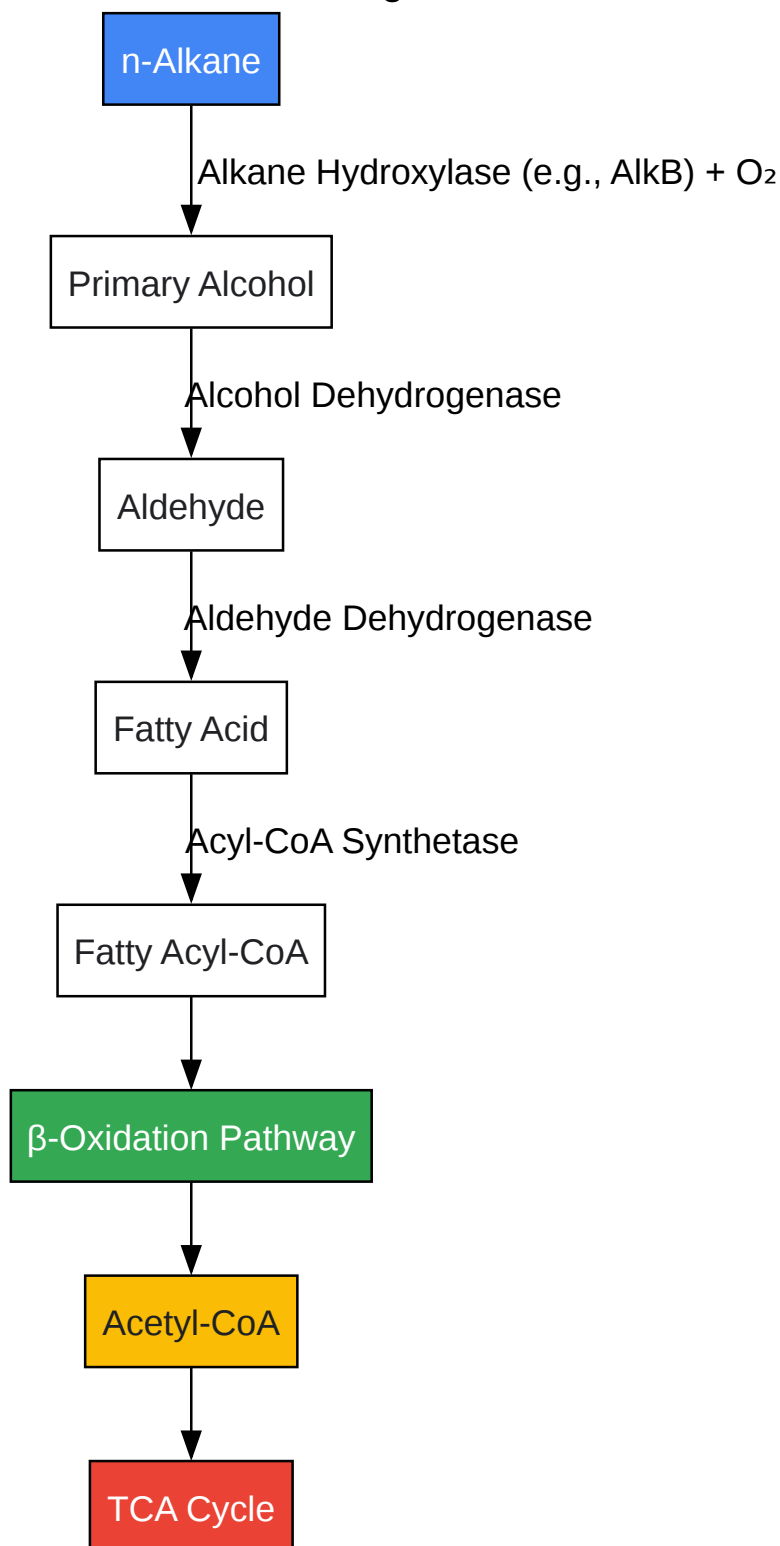 n-Alkane
Alkane Hydroxylase (e.g., AlkB) + O₂
Primary Alcohol
Alcohol Dehydrogenase
Aldehyde
Aldehyde Dehydrogenase
Fatty Acid
Acyl-CoA Synthetase
Fatty Acyl-CoA
β-Oxidation Pathway
Acetyl-CoA
TCA Cycle